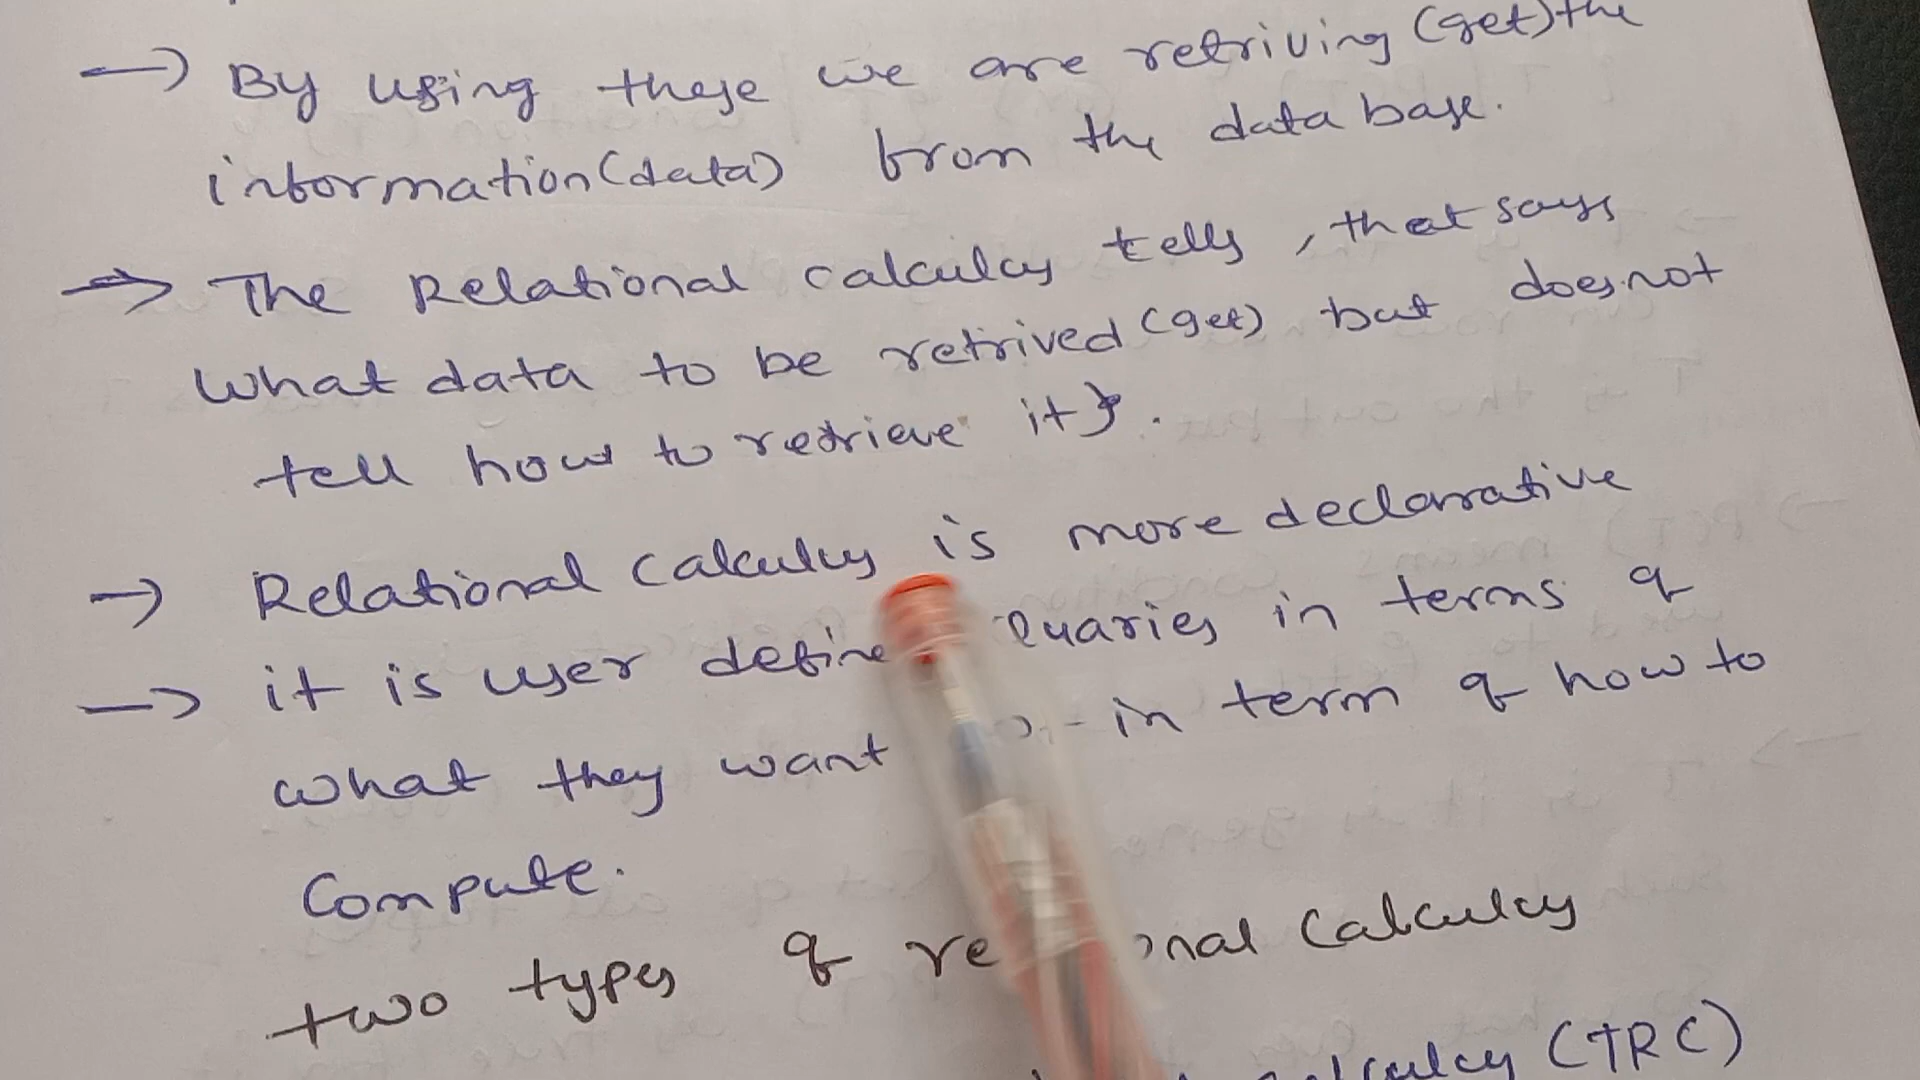 → By using these we are retriving (get) the
information (data) from the data base.
→ The Relational calculus tells, that says
what data to be retrived (get) but does not
tell how to retrieve it}.
→ Relational calculus is more declarative
→ it is user define quaries in terms of
what they want in term of how to
compute.
two types of calculus
calculus (TRC)